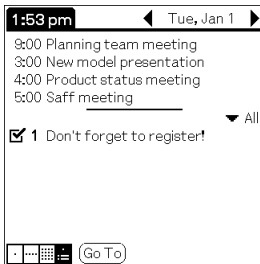 1:53 pm Tue, Jan 1
9:00 Planning team meeting
3:00 New model presentation
4:00 Product status meeting
5:00 Saff meeting
All
1 Don't forget to register!
Go To